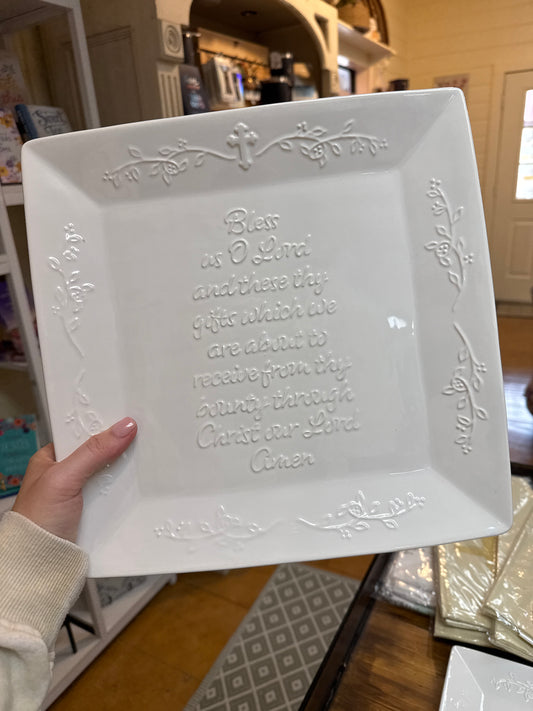 Bless
us O Lord
and these thy
gifts which we
are about to
receive from thy
bounty through
Christ our Lord
Amen